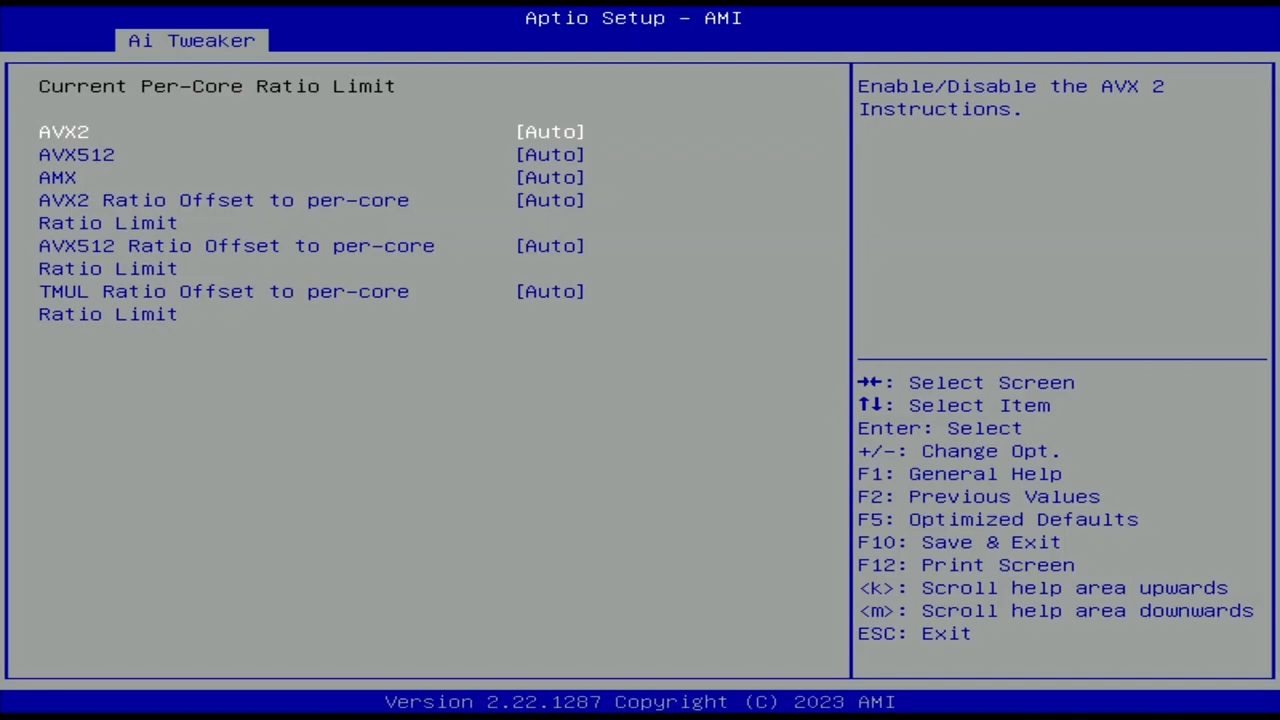 Aptio Setup – AMI
Ai Tweaker
Current Per–Core Ratio Limit
AVX2 [Auto]
AVX512 [Auto]
AMX [Auto]
AVX2 Ratio Offset to per–core [Auto]
Ratio Limit
AVX512 Ratio Offset to per–core [Auto]
Ratio Limit
TMUL Ratio Offset to per–core [Auto]
Ratio Limit
Enable/Disable the AVX 2
Instructions.
→←: Select Screen
↑↓: Select Item
Enter: Select
+/–: Change Opt.
F1: General Help
F2: Previous Values
F5: Optimized Defaults
F10: Save & Exit
F12: Print Screen
<k>: Scroll help area upwards
<m>: Scroll help area downwards
ESC: Exit
Version 2.22.1287 Copyright (C) 2023 AMI